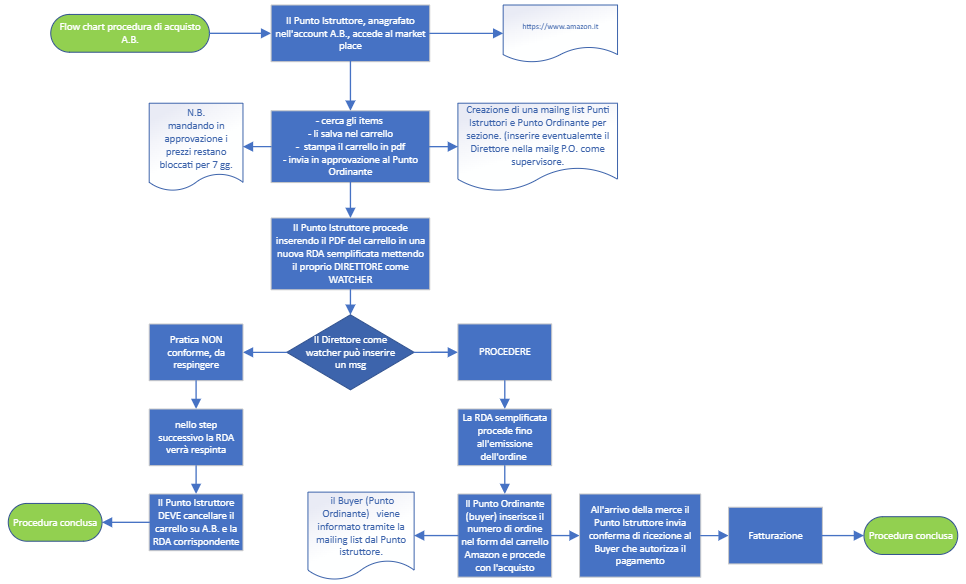 Flow chart procedura di acquisto
A.B.
Il Punto Istruttore, anagrafato
nell'account A.B., accede al market
place
https://www.amazon.it
N.B.
mandando in
approvazione i
prezzi restano
bloccati per 7 gg.
- cerca gli items
- li salva nel carrello
- stampa il carrello in pdf
- invia in approvazione al Punto
Ordinante
Creazione di una mailng list Punti
Istruttori e Punto Ordinante per
sezione. (inserire eventualemte il
Direttore nella mailg P.O. come
supervisore.
Il Punto Istruttore procede
inserendo il PDF del carrello in una
nuova RDA semplificata mettendo
il proprio DIRETTORE come
WATCHER
Pratica NON
conforme, da
respingere
Il Direttore come
watcher può inserire
un msg
PROCEDERE
nello step
successivo la RDA
verrà respinta
La RDA semplificata
procede fino
all'emissione
dell'ordine
Procedura conclusa
Il Punto Istruttore
DEVE cancellare il
carrello su A.B. e la
RDA corrispondente
il Buyer (Punto
Ordinante) viene
informato tramite la
mailing list dal Punto
istruttore.
Il Punto Ordinante
(buyer) inserisce il
numero di ordine
nel form del carrello
Amazon e procede
con l'acquisto
All'arrivo della merce il
Punto Istruttore invia
conferma di ricezione al
Buyer che autorizza il
pagamento
Fatturazione
Procedura conclusa